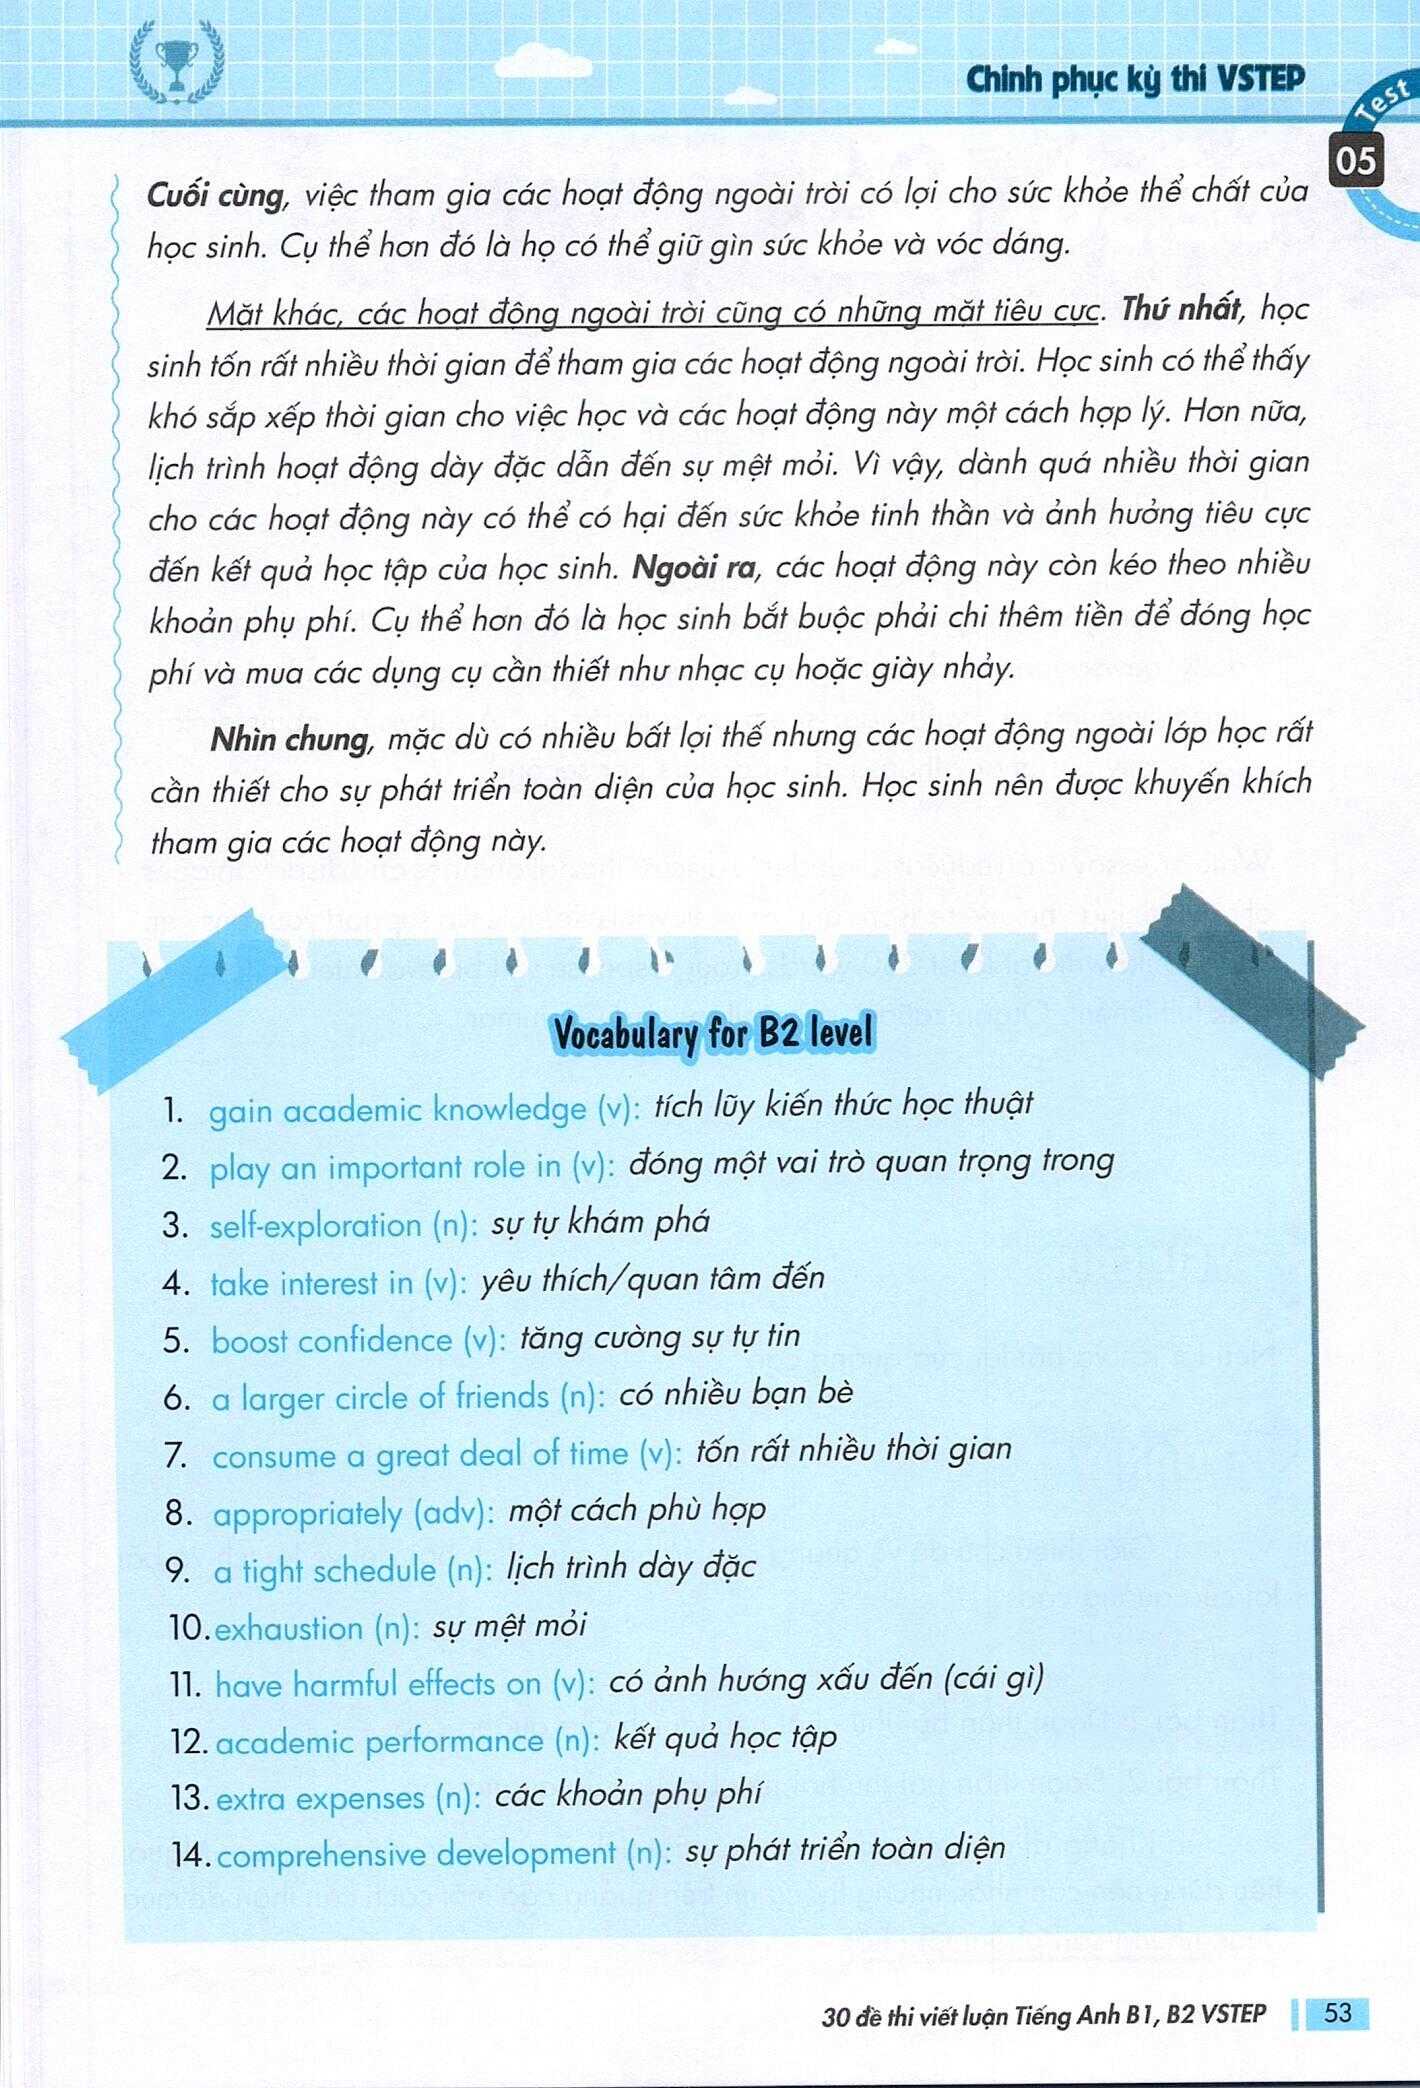 Chinh phục kỳ thi VSTEP
Test
05
Cuối cùng, việc tham gia các hoạt động ngoài trời có lợi cho sức khỏe thể chất của
học sinh. Cụ thể hơn đó là họ có thể giữ gìn sức khỏe và vóc dáng.
Mặt khác, các hoạt động ngoài trời cũng có những mặt tiêu cực. Thứ nhất, học
sinh tốn rất nhiều thời gian để tham gia các hoạt động ngoài trời. Học sinh có thể thấy
khó sắp xếp thời gian cho việc học và các hoạt động này một cách hợp lý. Hơn nữa,
lịch trình hoạt động dày đặc dẫn đến sự mệt mỏi. Vì vậy, dành quá nhiều thời gian
cho các hoạt động này có thể có hại đến sức khỏe tinh thần và ảnh hưởng tiêu cực
đến kết quả học tập của học sinh. Ngoài ra, các hoạt động này còn kéo theo nhiều
khoản phụ phí. Cụ thể hơn đó là học sinh bắt buộc phải chi thêm tiền để đóng học
phí và mua các dụng cụ cần thiết như nhạc cụ hoặc giày nhảy.
Nhìn chung, mặc dù có nhiều bất lợi thế nhưng các hoạt động ngoài lớp học rất
cần thiết cho sự phát triển toàn diện của học sinh. Học sinh nên được khuyến khích
tham gia các hoạt động này.
Vocabulary for B2 level
1. gain academic knowledge (v): tích lũy kiến thức học thuật
2. play an important role in (v): đóng một vai trò quan trọng trong
3. self-exploration (n): sự tự khám phá
4. take interest in (v): yêu thích/quan tâm đến
5. boost confidence (v): tăng cường sự tự tin
6. a larger circle of friends (n): có nhiều bạn bè
7. consume a great deal of time (v): tốn rất nhiều thời gian
8. appropriately (adv): một cách phù hợp
9. a tight schedule (n): lịch trình dày đặc
10. exhaustion (n): sự mệt mỏi
11. have harmful effects on (v): có ảnh hướng xấu đến (cái gì)
12. academic performance (n): kết quả học tập
13. extra expenses (n): các khoản phụ phí
14. comprehensive development (n): sự phát triển toàn diện
30 đề thi viết luận Tiếng Anh B1, B2 VSTEP
53